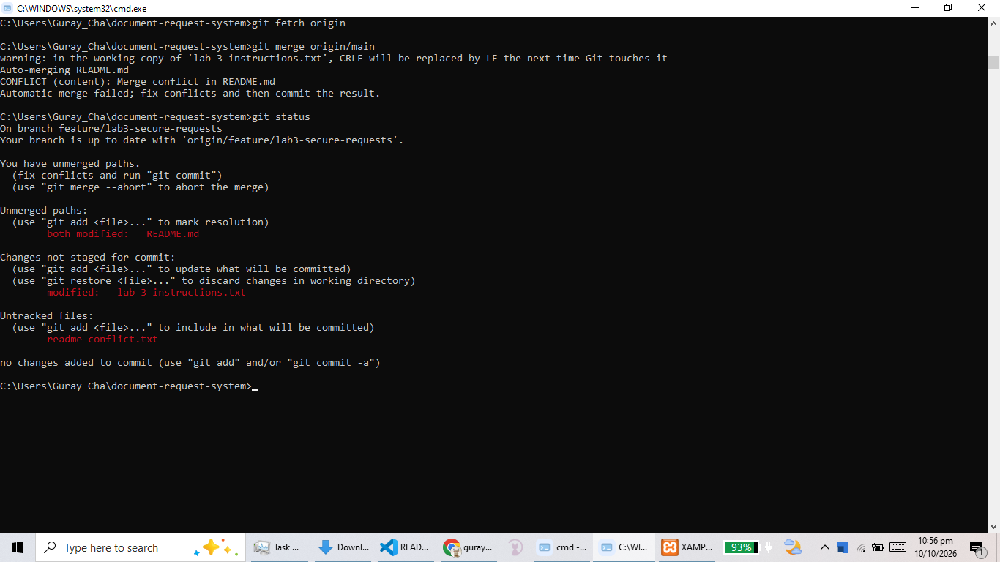 C:\WINDOWS\system32\cmd.exe
C:\Users\Guray_Cha\document-request-system>git fetch origin
C:\Users\Guray_Cha\document-request-system>git merge origin/main
warning: in the working copy of 'lab-3-instructions.txt', CRLF will be replaced by LF the next time Git touches it
Auto-merging README.md
CONFLICT (content): Merge conflict in README.md
Automatic merge failed; fix conflicts and then commit the result.
C:\Users\Guray_Cha\document-request-system>git status
On branch feature/lab3-secure-requests
Your branch is up to date with 'origin/feature/lab3-secure-requests'.
You have unmerged paths.
  (fix conflicts and run "git commit")
  (use "git merge --abort" to abort the merge)
Unmerged paths:
  (use "git add <file>..." to mark resolution)
        both modified:   README.md
Changes not staged for commit:
  (use "git add <file>..." to update what will be committed)
  (use "git restore <file>..." to discard changes in working directory)
        modified:   lab-3-instructions.txt
Untracked files:
  (use "git add <file>..." to include in what will be committed)
        readme-conflict.txt
no changes added to commit (use "git add" and/or "git commit -a")
C:\Users\Guray_Cha\document-request-system>
Type here to search
Task ...
Downl...
READ...
guray...
cmd -...
C:\WI...
XAMP...
93%
10:56 pm
10/10/2026
1